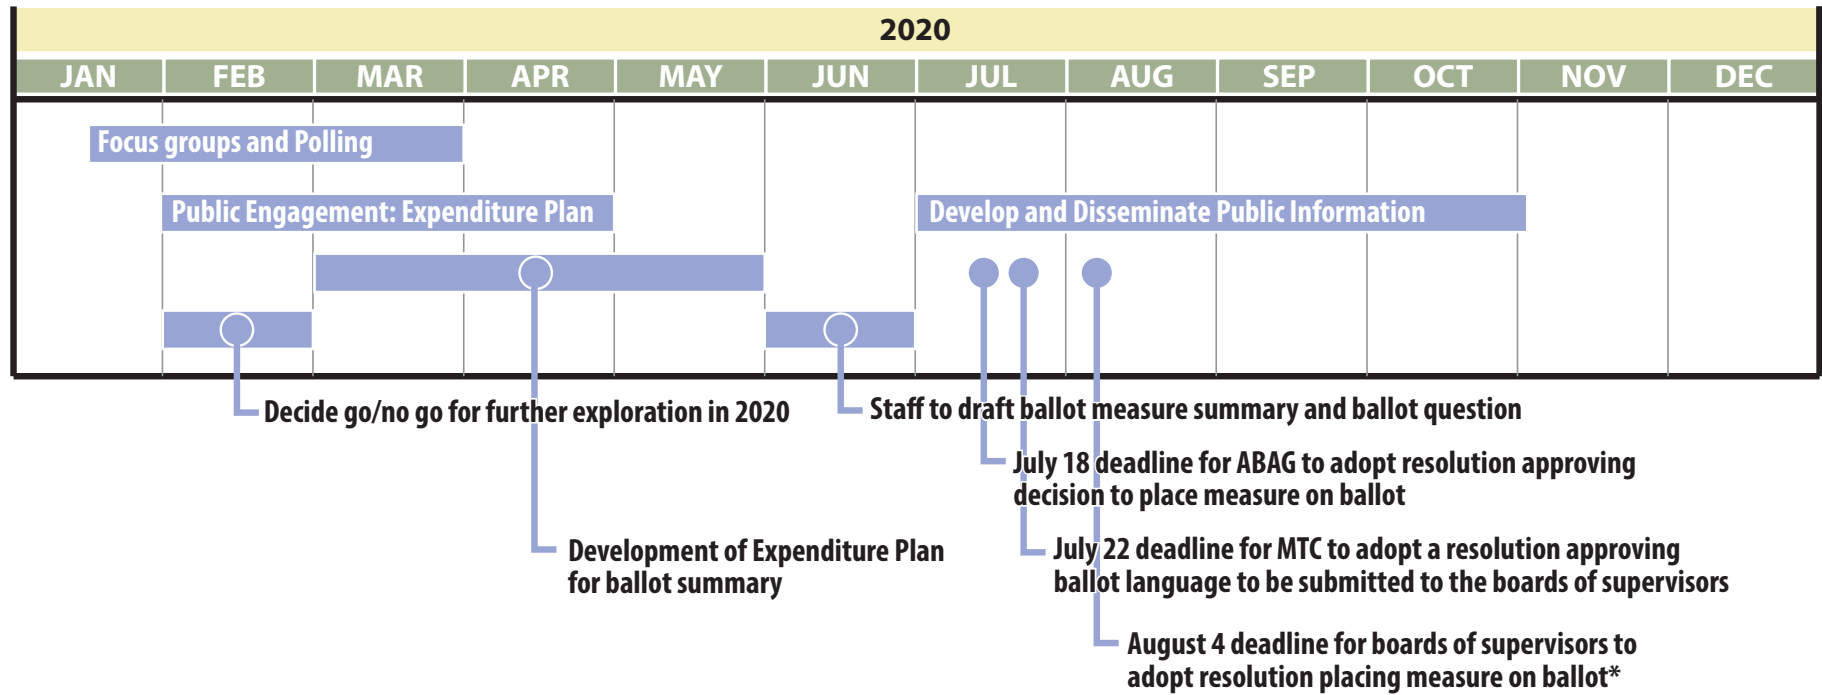 2020
JAN FEB MAR APR MAY JUN JUL AUG SEP OCT NOV DEC
Focus groups and Polling
Public Engagement: Expenditure Plan
Develop and Disseminate Public Information
Decide go/no go for further exploration in 2020
Staff to draft ballot measure summary and ballot question
July 18 deadline for ABAG to adopt resolution approving
decision to place measure on ballot
Development of Expenditure Plan
for ballot summary
July 22 deadline for MTC to adopt a resolution approving
ballot language to be submitted to the boards of supervisors
August 4 deadline for boards of supervisors to
adopt resolution placing measure on ballot*